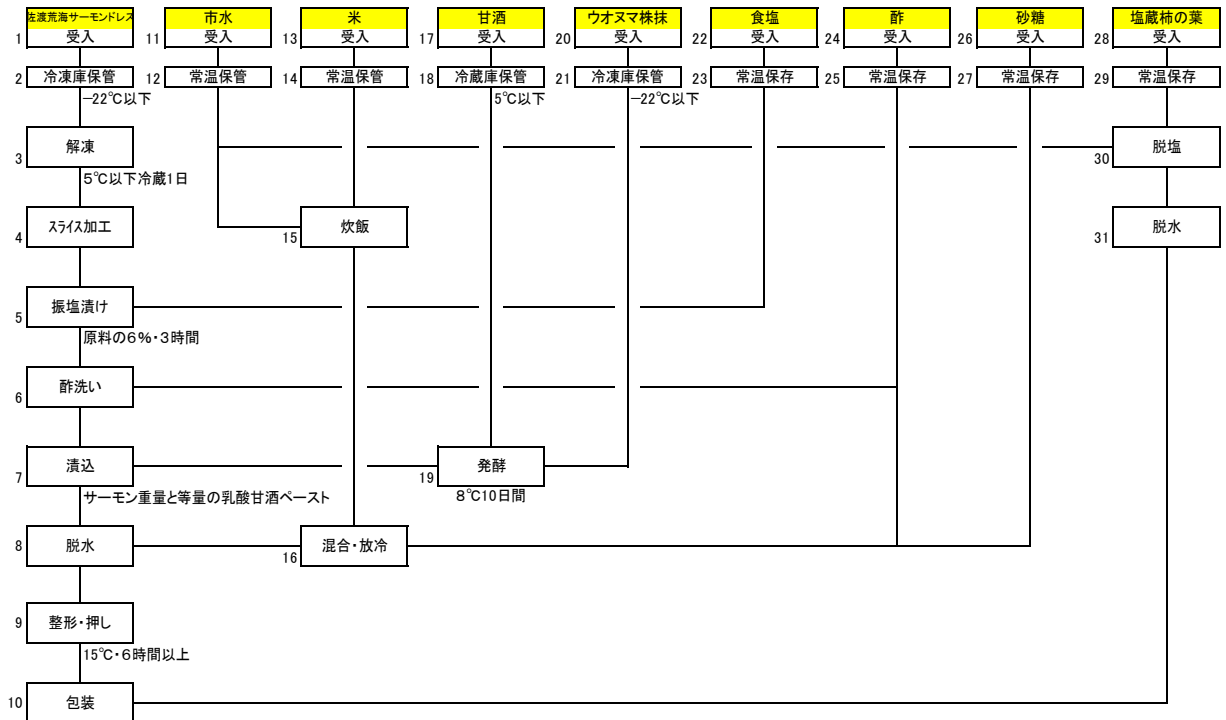 佐渡荒海サーモンドレス
市水
米
甘酒
ウオヌマ株抹
食塩
酢
砂糖
塩蔵柿の葉
1 受入
11 受入
13 受入
17 受入
20 受入
22 受入
24 受入
26 受入
28 受入
2 冷凍庫保管
12 常温保管
14 常温保管
18 冷蔵庫保管
21 冷凍庫保管
23 常温保存
25 常温保存
27 常温保存
29 常温保存
−22℃以下
5℃以下
−22℃以下
3 解凍
30 脱塩
5℃以下冷蔵1日
4 スライス加工
15 炊飯
31 脱水
5 振塩漬け
原料の6%・3時間
6 酢洗い
7 漬込
19 発酵
サーモン重量と等量の乳酸甘酒ペースト
8℃10日間
8 脱水
16 混合・放冷
9 整形・押し
15℃・6時間以上
10 包装